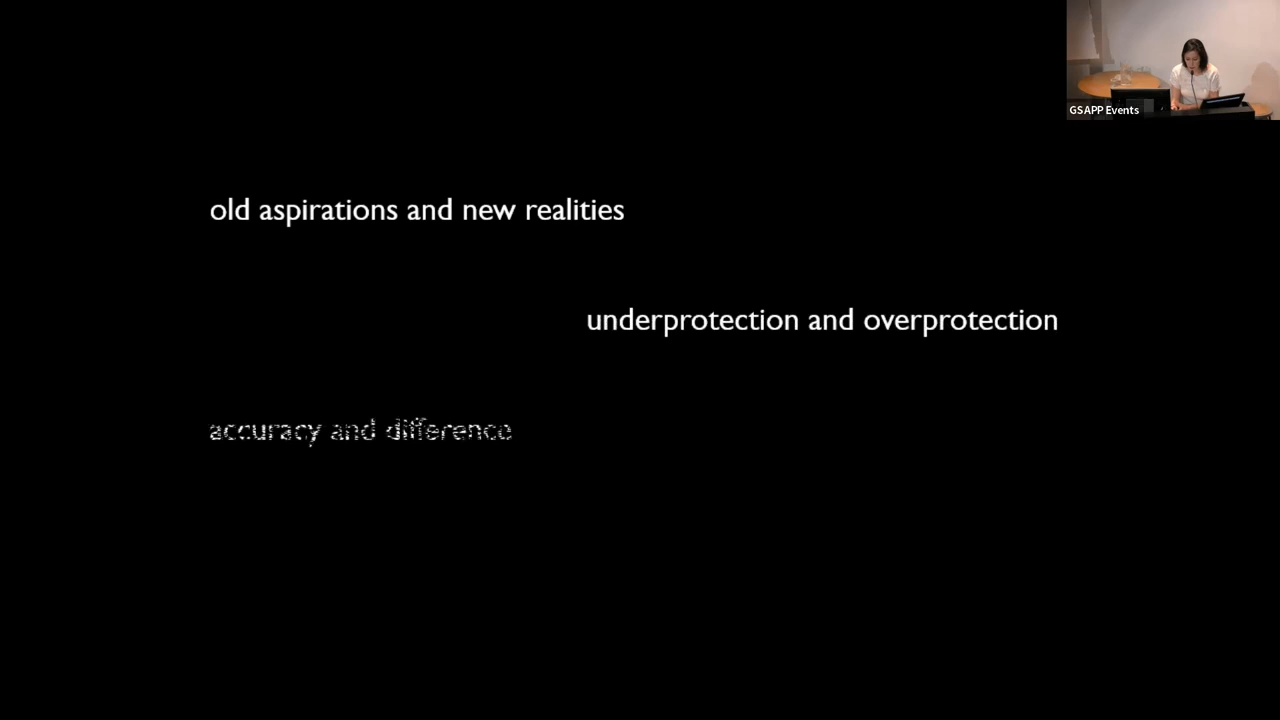 GSAPP Events
old aspirations and new realities
underprotection and overprotection
accuracy and difference